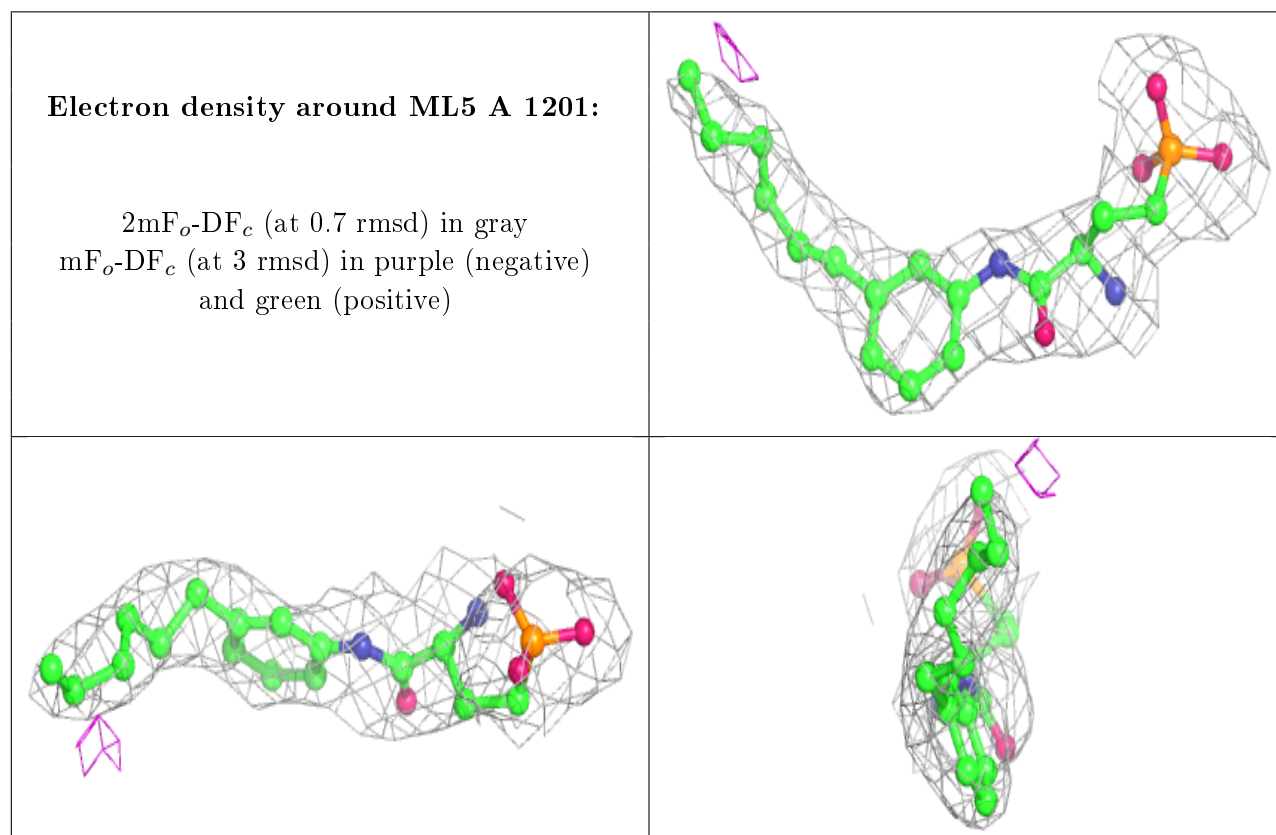 Electron density around ML5 A 1201:
2mFo-DFc (at 0.7 rmsd) in gray
mFo-DFc (at 3 rmsd) in purple (negative)
and green (positive)